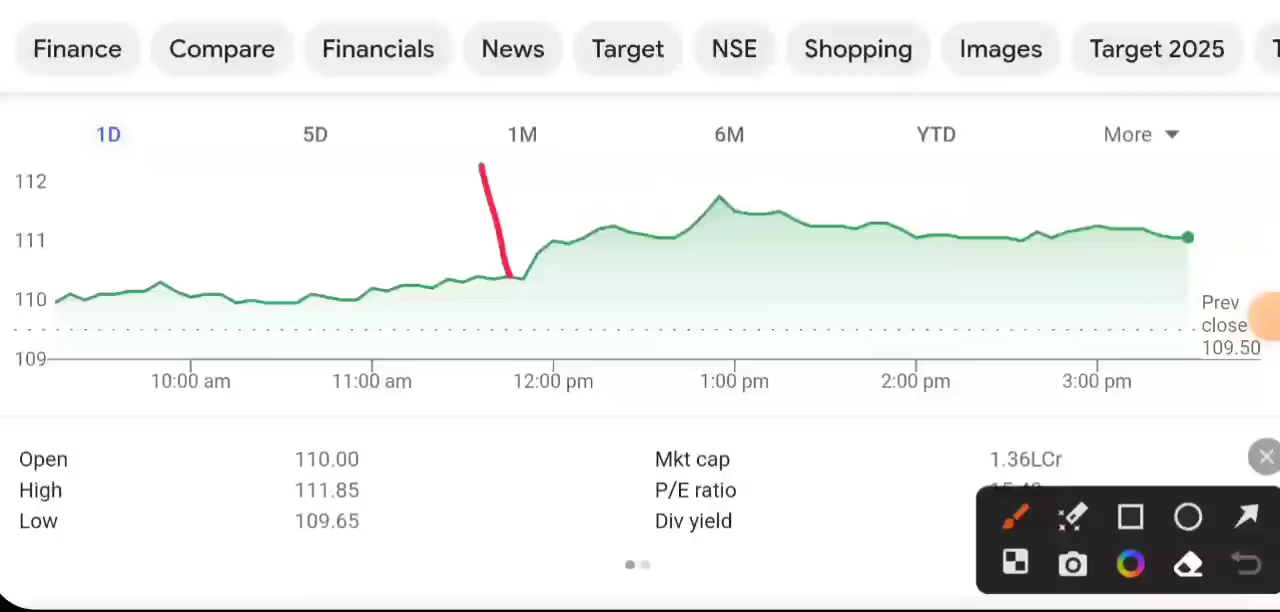 Finance Compare Financials News Target NSE Shopping Images Target 2025
1D 5D 1M 6M YTD More
112
111
110
109
Prev
close
109.50
10:00 am 11:00 am 12:00 pm 1:00 pm 2:00 pm 3:00 pm
Open 110.00 Mkt cap 1.36LCr
High 111.85 P/E ratio
Low 109.65 Div yield